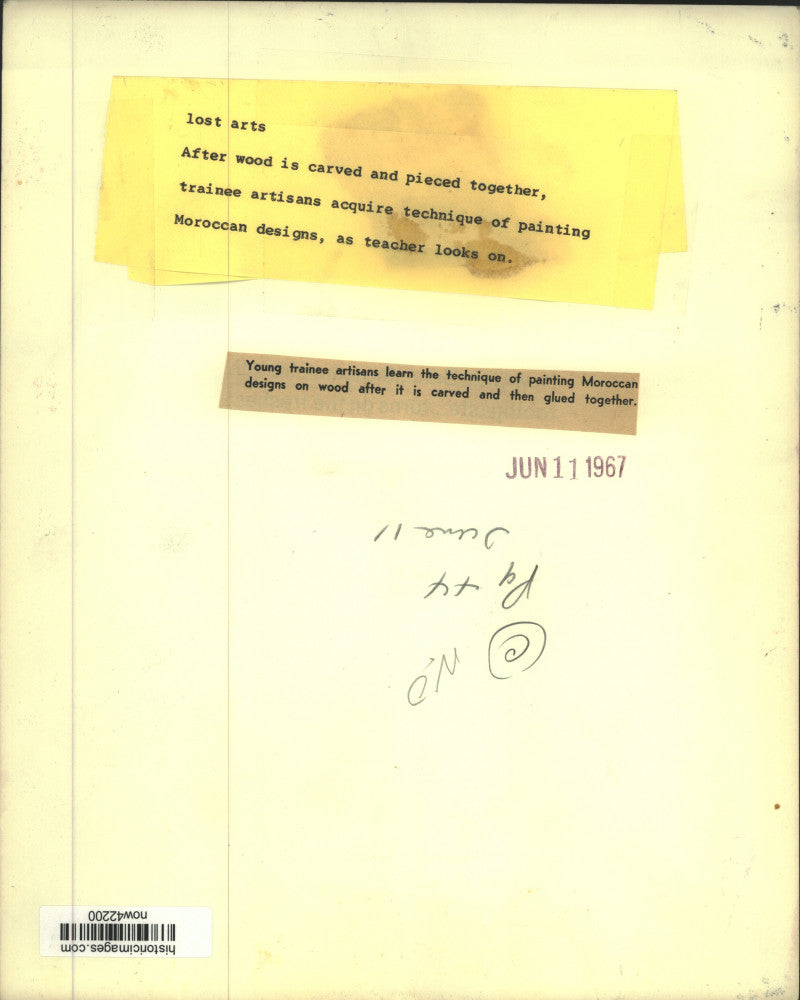 lost arts
After wood is carved and pieced together,
trainee artisans acquire technique of painting
Moroccan designs, as teacher looks on.
Young trainee artisans learn the technique of painting Moroccan
designs on wood after it is carved and then glued together.
JUN 11 1967
June 11
Pg
C
historicimages.com
now42200